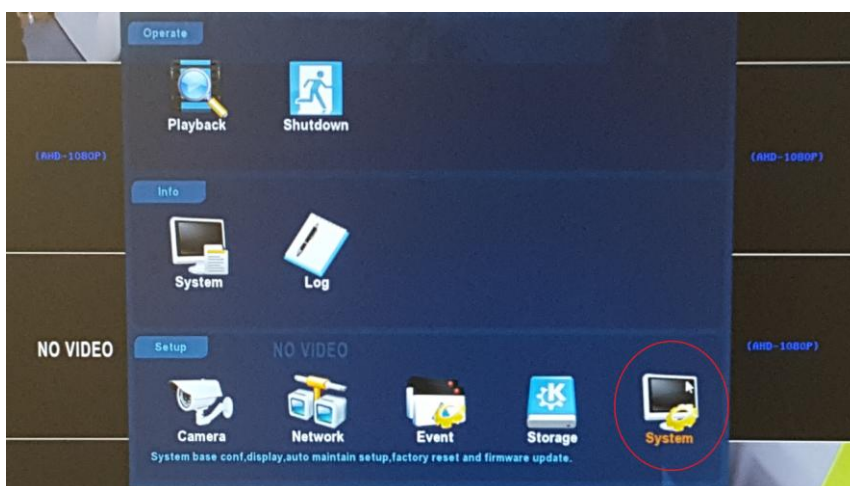 Operate
Playback Shutdown
(AHD-1080P) (AHD-1080P)
Info
System Log
NO VIDEO Setup NO VIDEO (AHD-1080P)
Camera Network Event Storage System
System base conf,display,auto maintain setup,factory reset and firmware update.